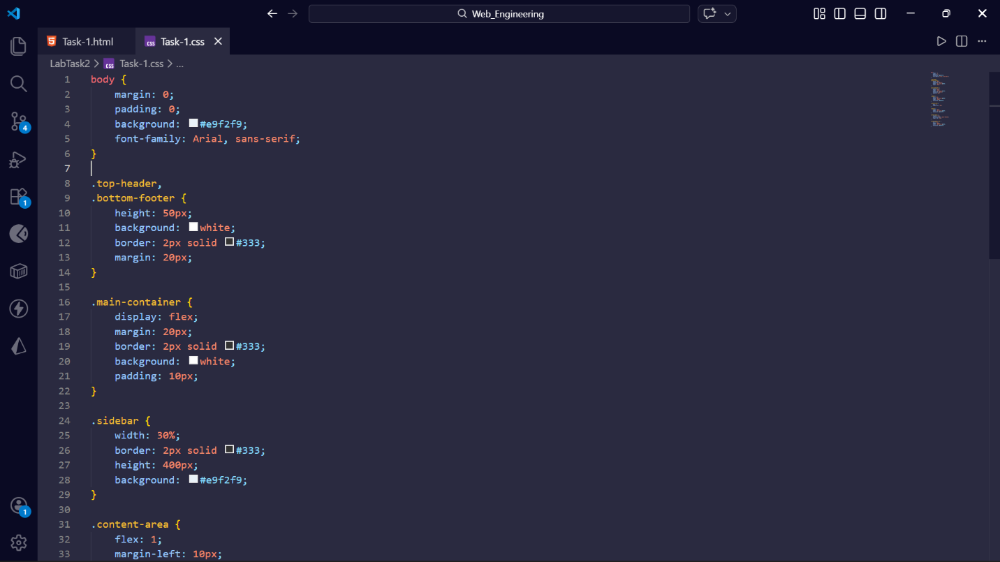 Web_Engineering
Task-1.html
css Task-1.css
LabTask2 > css Task-1.css > ...
1 body {
2     margin: 0;
3     padding: 0;
4     background: #e9f2f9;
5     font-family: Arial, sans-serif;
6 }
7
8 .top-header,
9 .bottom-footer {
10     height: 50px;
11     background: white;
12     border: 2px solid #333;
13     margin: 20px;
14 }
15
16 .main-container {
17     display: flex;
18     margin: 20px;
19     border: 2px solid #333;
20     background: white;
21     padding: 10px;
22 }
23
24 .sidebar {
25     width: 30%;
26     border: 2px solid #333;
27     height: 400px;
28     background: #e9f2f9;
29 }
30
31 .content-area {
32     flex: 1;
33     margin-left: 10px;
4
1
1